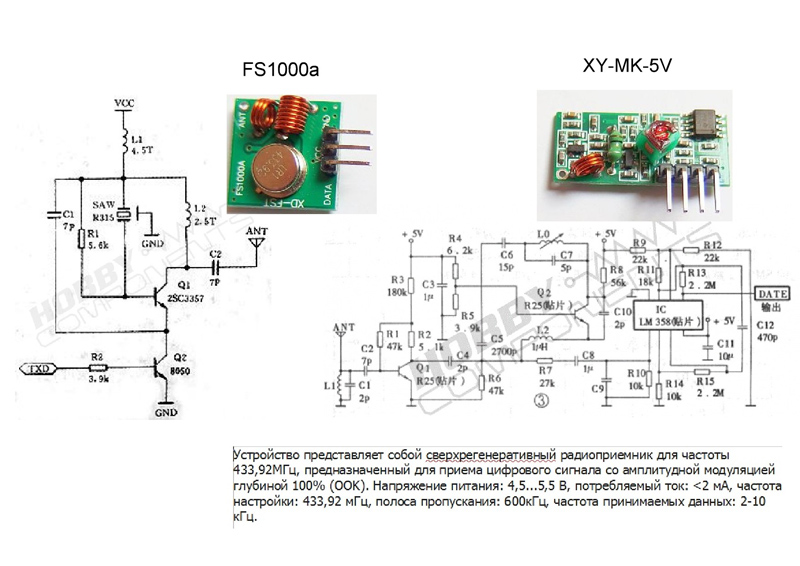 FS1000a
XY-MK-5V
VCC
L1
4.5T
SAW
R315
GND
C1
7p
R1
5.6k
L2
2.5T
ANT
C2
7p
Q1
2SC3357
TXD
R2
3.9k
Q2
8050
GND
ANT
FS1000A
XD-FST
VCC
DATA
HOBBY
COMPONENTS
WWW
+ 5V
R3
180k
C3
1μ
R4
6.2k
R5
3.9k
C6
15p
L0
C7
5p
Q2
R25(贴片)
+ 5V
R8
56k
R9
22k
R11
18k
R12
22k
R13
2.2M
IC
LM 358(贴片)
DATE
输出
+ 5V
C10
2p
C11
10μ
C12
470p
ANT
R1
47k
R2
5.1k
C4
2p
C5
2700p
L2
1/4H
L1
C1
2p
C2
7p
Q1
R25(贴片)
R6
47k
R7
27k
C8
1μ
C9
R10
10k
R14
10k
R15
2.2M
③
HOBBY
COMPONENTS
WWW
Устройство представляет собой сверхрегенеративный радиоприемник для частоты
433,92МГц, предназначенный для приема цифрового сигнала со амплитудной модуляцией
глубиной 100% (ООК). Напряжение питания: 4,5...5,5 В, потребляемый ток: <2 мА, частота
настройки: 433,92 мГц, полоса пропускания: 600кГц, частота принимаемых данных: 2-10
кГц.